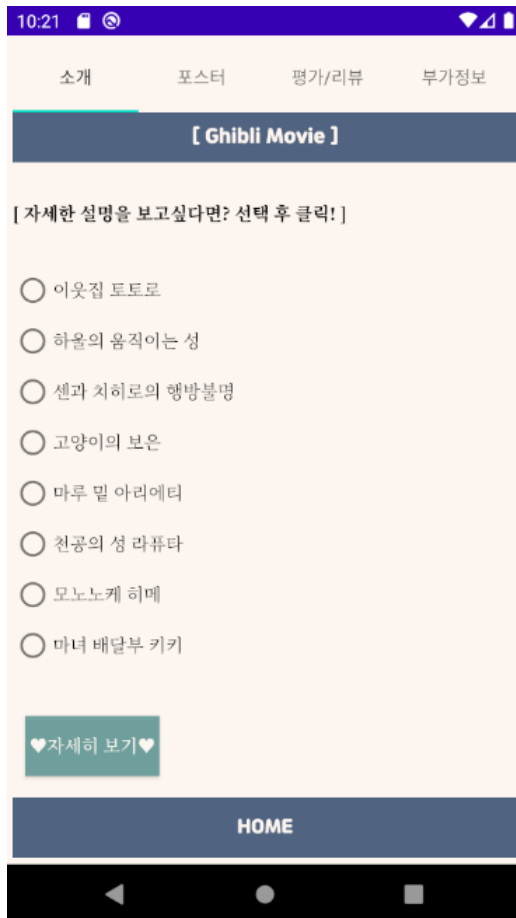 10:21
소개 포스터 평가/리뷰 부가정보
[ Ghibli Movie ]
[ 자세한 설명을 보고싶다면? 선택 후 클릭! ]
이웃집 토토로
하울의 움직이는 성
센과 치히로의 행방불명
고양이의 보은
마루 밑 아리에티
천공의 성 라퓨타
모노노케 히메
마녀 배달부 키키
♥자세히 보기♥
HOME